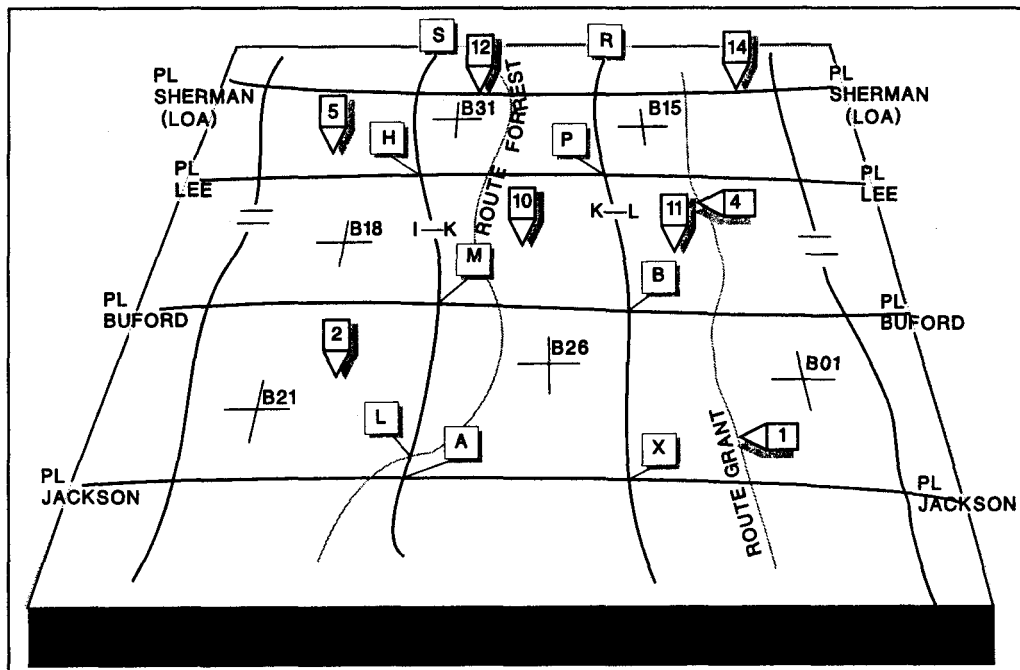 S
12
R
14
PL
SHERMAN
(LOA)
PL
SHERMAN
(LOA)
5
B31
B15
ROUTE FORREST
H
P
PL
LEE
PL
LEE
10
11
4
I—K
K—L
B18
M
B
PL
BUFORD
PL
BUFORD
2
B26
B01
B21
L
A
X
1
ROUTE GRANT
PL
JACKSON
PL
JACKSON